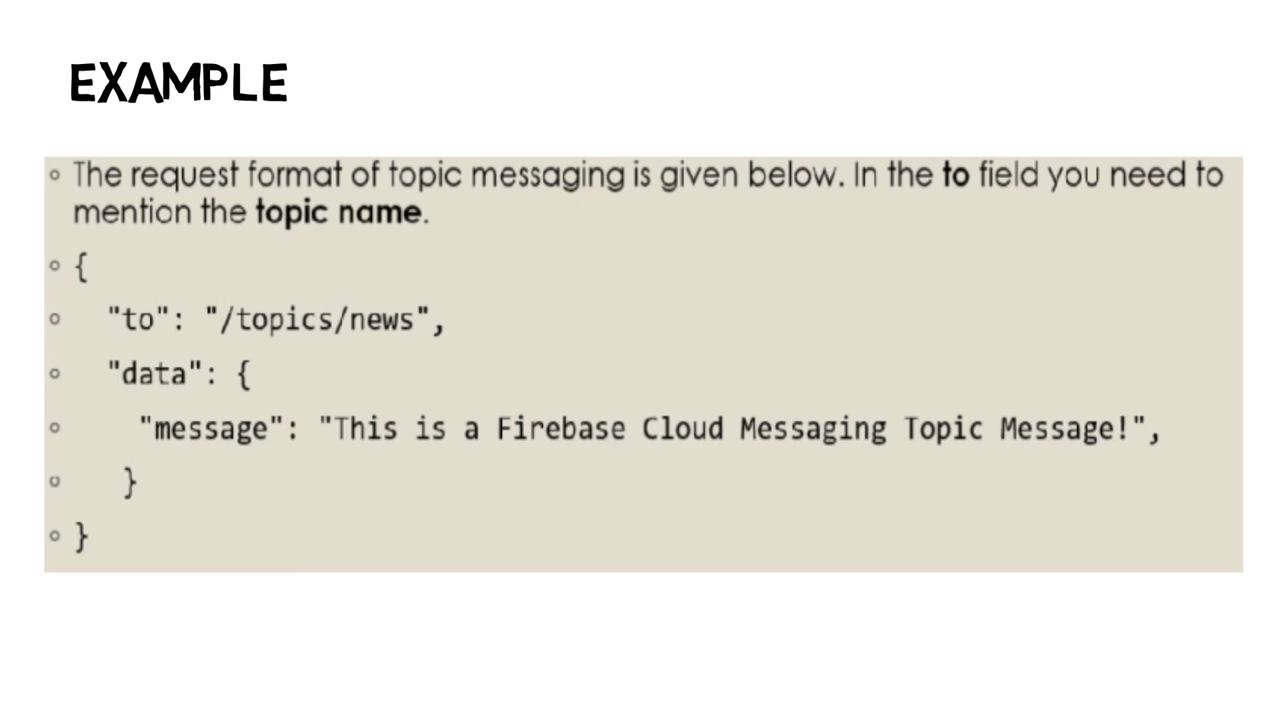 EXAMPLE
The request format of topic messaging is given below. In the to field you need to
mention the topic name.
{
"to": "/topics/news",
"data": {
"message": "This is a Firebase Cloud Messaging Topic Message!",
}
}